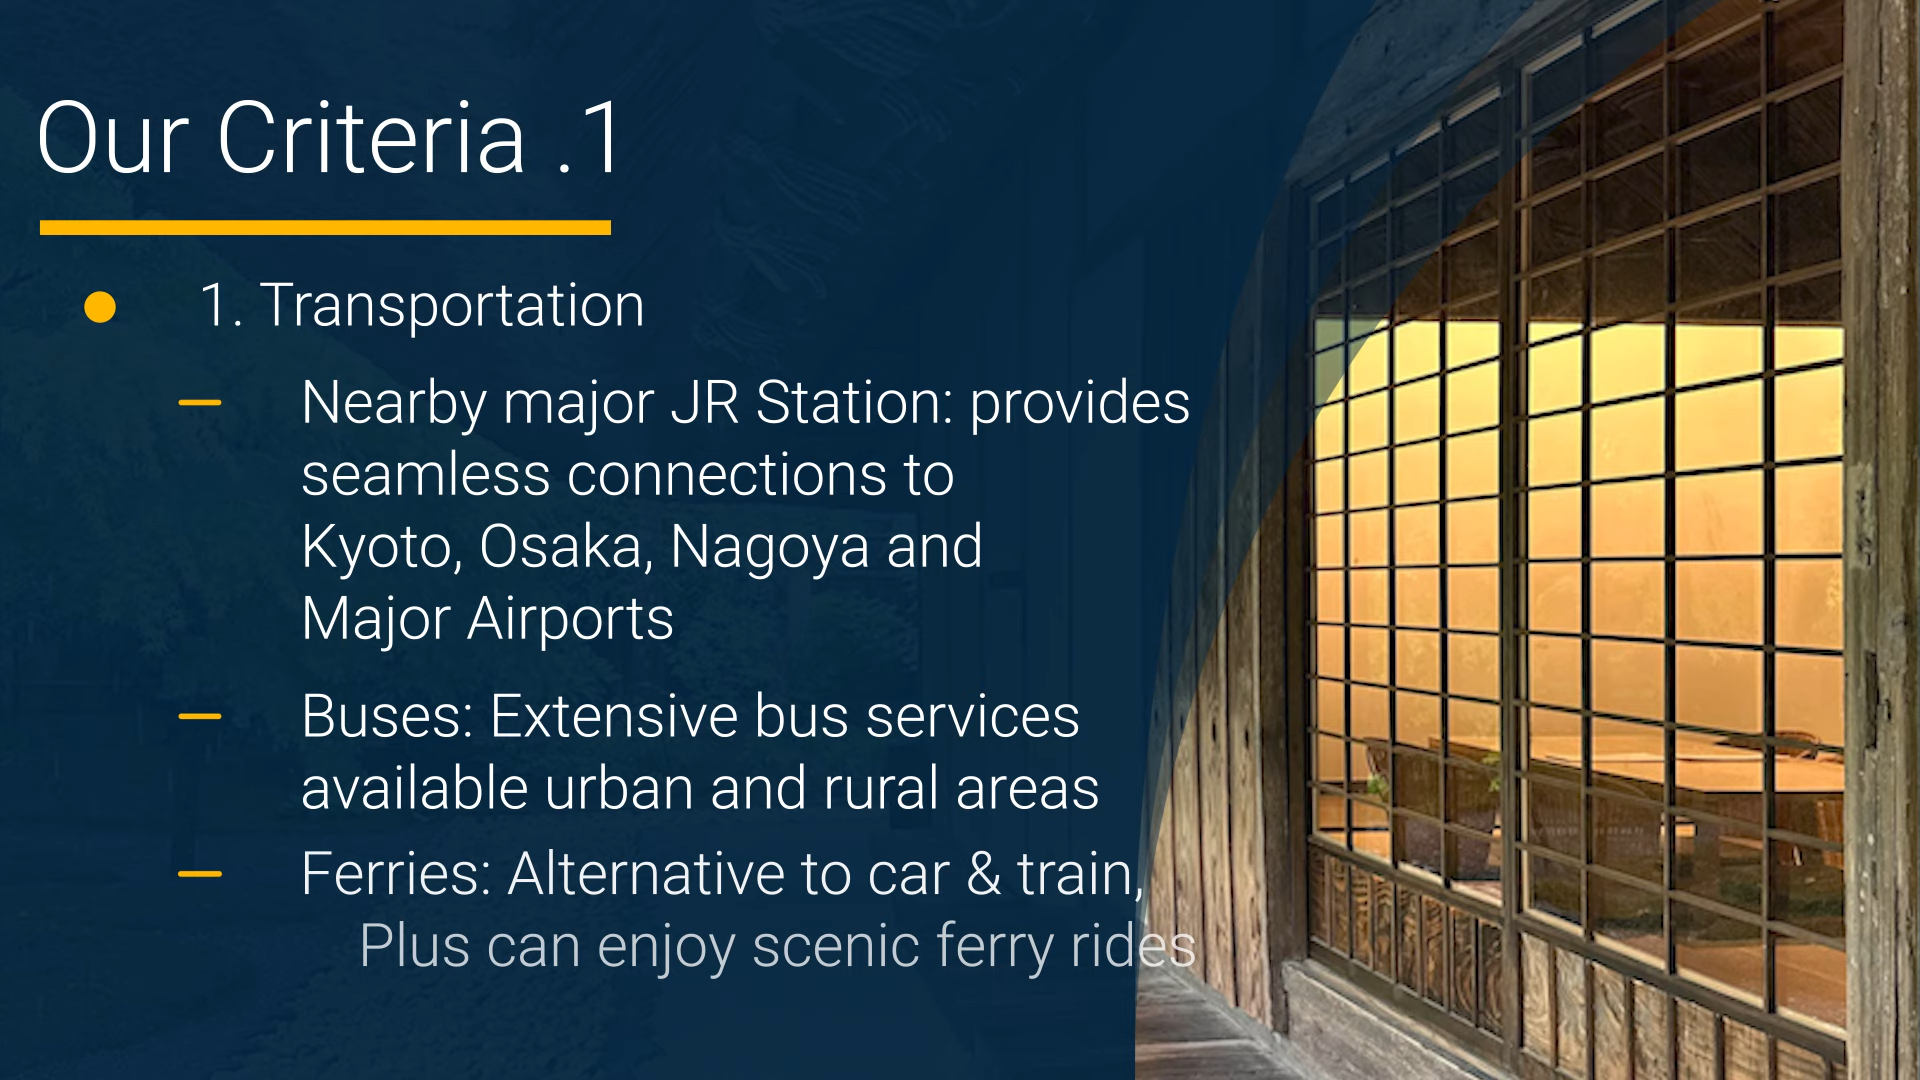 Our Criteria .1
1. Transportation
Nearby major JR Station: provides
seamless connections to
Kyoto, Osaka, Nagoya and
Major Airports
Buses: Extensive bus services
available urban and rural areas
Ferries: Alternative to car & train,
Plus can enjoy scenic ferry rides